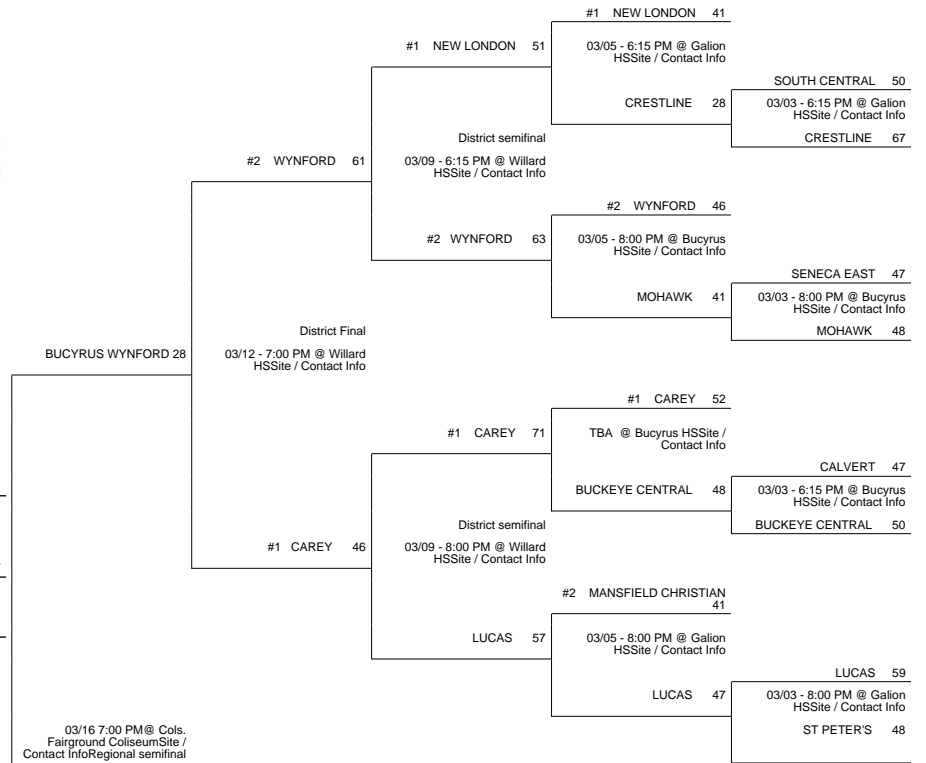 #1 NEW LONDON 41
#1 NEW LONDON 51
03/05 - 6:15 PM @ Galion
HSSite / Contact Info
SOUTH CENTRAL 50
CRESTLINE 28
03/03 - 6:15 PM @ Galion
HSSite / Contact Info
CRESTLINE 67
District semifinal
#2 WYNFORD 61
03/09 - 6:15 PM @ Willard
HSSite / Contact Info
#2 WYNFORD 46
#2 WYNFORD 63
03/05 - 8:00 PM @ Bucyrus
HSSite / Contact Info
SENECA EAST 47
MOHAWK 41
03/03 - 8:00 PM @ Bucyrus
HSSite / Contact Info
MOHAWK 48
District Final
BUCYRUS WYNFORD 28
03/12 - 7:00 PM @ Willard
HSSite / Contact Info
#1 CAREY 52
#1 CAREY 71
TBA @ Bucyrus HSSite /
Contact Info
CALVERT 47
BUCKEYE CENTRAL 48
03/03 - 6:15 PM @ Bucyrus
HSSite / Contact Info
BUCKEYE CENTRAL 50
District semifinal
#1 CAREY 46
03/09 - 8:00 PM @ Willard
HSSite / Contact Info
#2 MANSFIELD CHRISTIAN
41
LUCAS 57
03/05 - 8:00 PM @ Galion
HSSite / Contact Info
LUCAS 59
LUCAS 47
03/03 - 8:00 PM @ Galion
HSSite / Contact Info
ST PETER'S 48
03/16 7:00 PM@ Cols.
Fairground ColiseumSite /
Contact InfoRegional semifinal